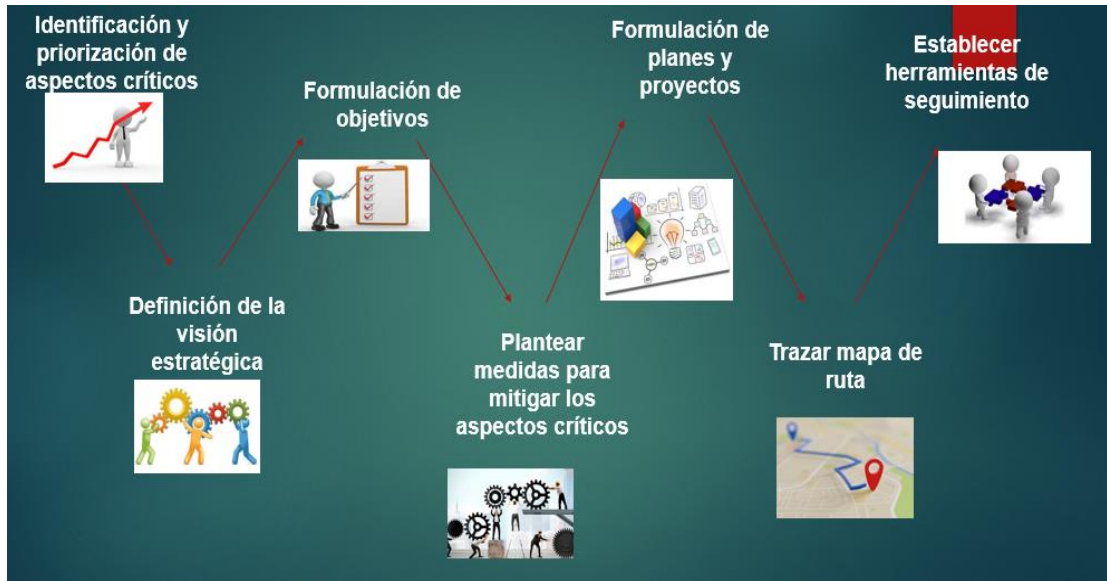 Identificación y
priorización de
aspectos críticos
Definición de la
visión
estratégica
Formulación de
objetivos
Plantear
medidas para
mitigar los
aspectos críticos
Formulación de
planes y
proyectos
Trazar mapa de
ruta
Establecer
herramientas de
seguimiento